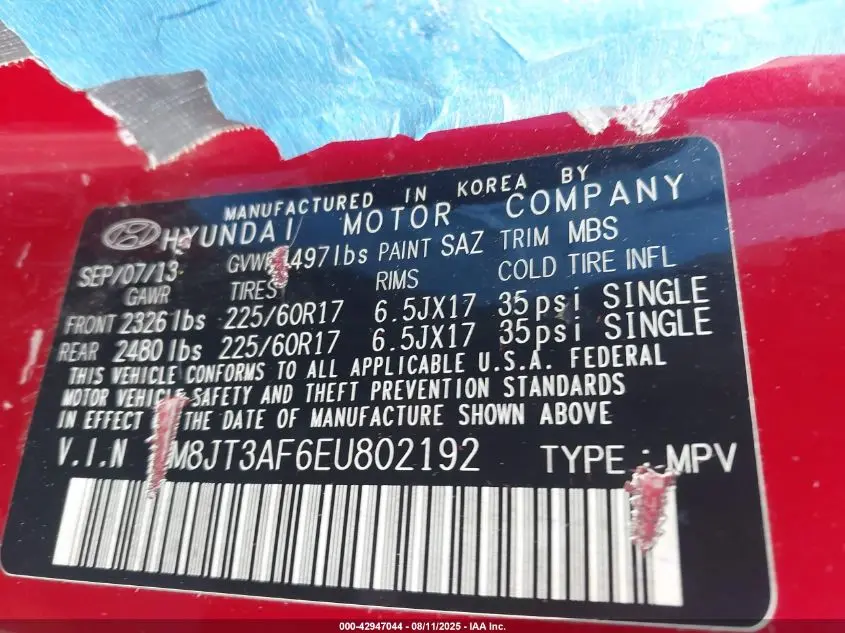 MANUFACTURED IN KOREA BY
HYUNDAI MOTOR COMPANY
SEP/07/13 GVWR 4497lbs PAINT SAZ TRIM MBS
GAWR TIRES RIMS COLD TIRE INFL
FRONT 2326lbs 225/60R17 6.5JX17 35psi SINGLE
REAR 2480lbs 225/60R17 6.5JX17 35psi SINGLE
THIS VEHICLE CONFORMS TO ALL APPLICABLE U.S.A. FEDERAL
MOTOR VEHICLE SAFETY AND THEFT PREVENTION STANDARDS
IN EFFECT THE DATE OF MANUFACTURE SHOWN ABOVE
V.I.N M8JT3AF6EU802192 TYPE : MPV
000-42947044 - 08/11/2025 - IAA Inc.